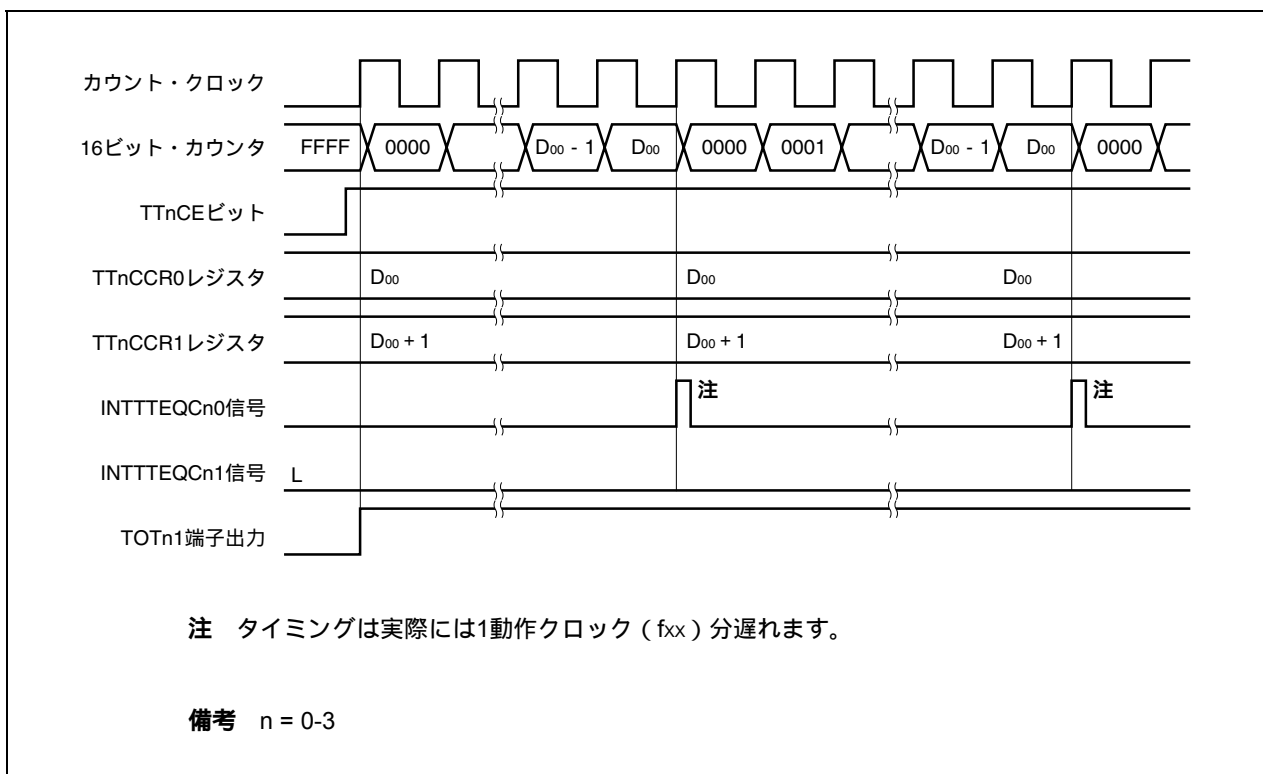 カウント・クロック
16ビット・カウンタ FFFF 0000 D00 - 1 D00 0000 0001 D00 - 1 D00 0000
TTnCEビット
TTnCCR0レジスタ D00 D00 D00
TTnCCR1レジスタ D00 + 1 D00 + 1 D00 + 1
INTTTEQCn0信号 注 注
INTTTEQCn1信号 L
TOTn1端子出力
注 タイミングは実際には1動作クロック(fxx)分遅れます。
備考 n = 0-3